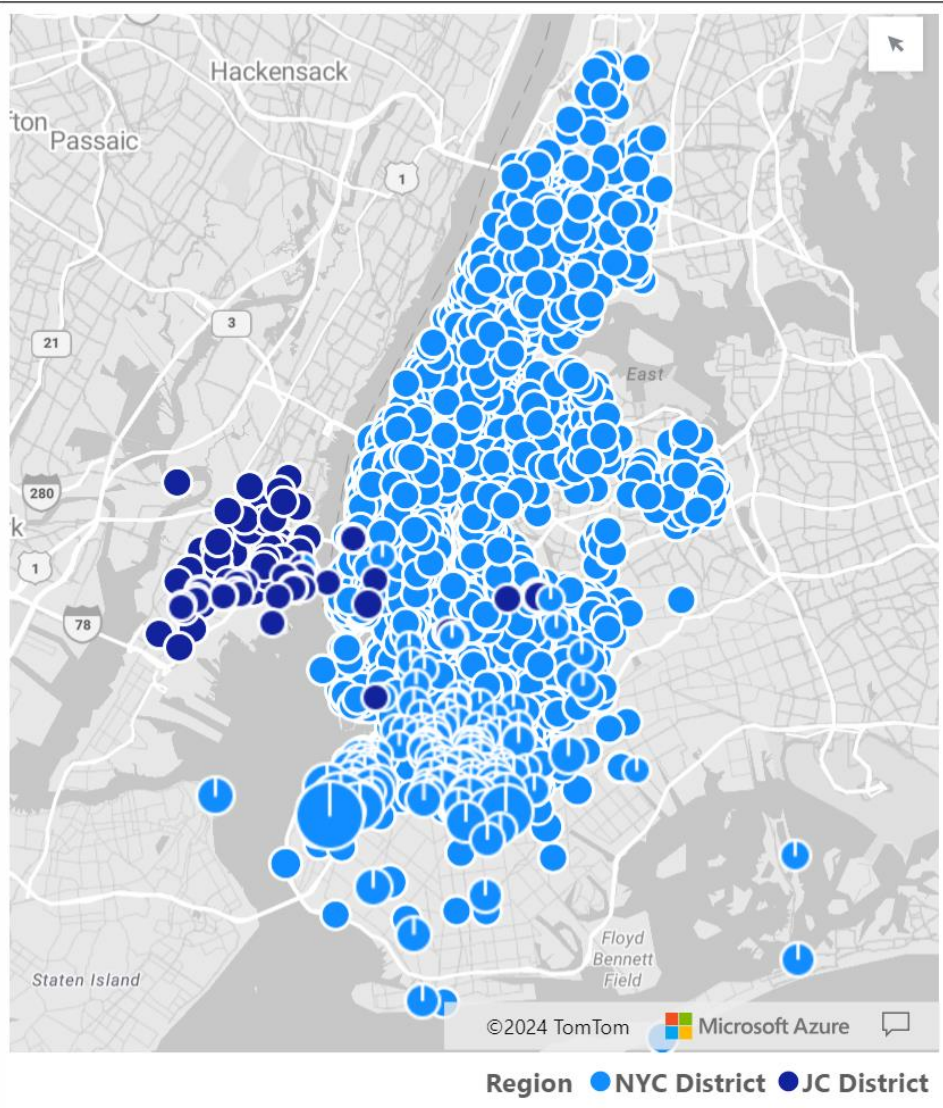 Hackensack
fton
Passaic
1
3
21
East
280
k
1
78
Floyd
Bennett
Field
Staten Island
©2024 TomTom
Microsoft Azure
Region NYC District JC District